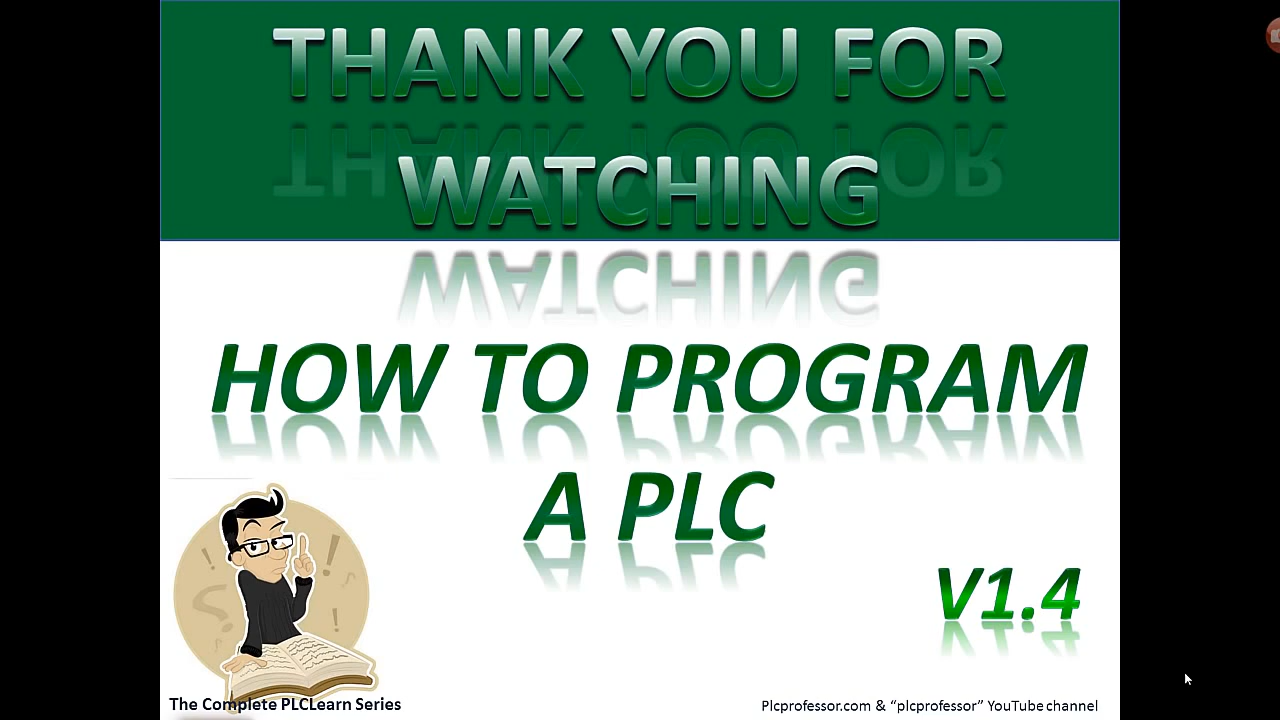 THANK YOU FOR
WATCHING
HOW TO PROGRAM
A PLC
V1.4
The Complete PLCLearn Series
Plcprofessor.com & “plcprofessor” YouTube channel